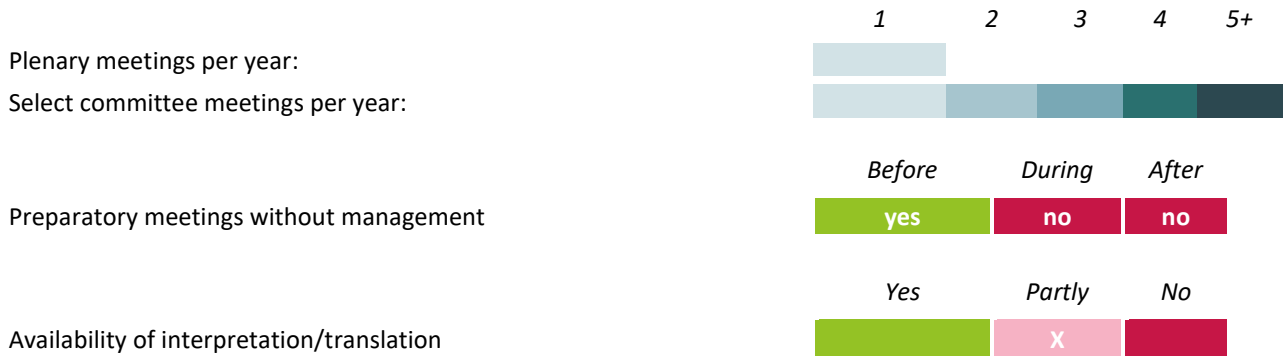 1 2 3 4 5+
Plenary meetings per year:
Select committee meetings per year:
Before During After
Preparatory meetings without management yes no no
Yes Partly No
Availability of interpretation/translation X